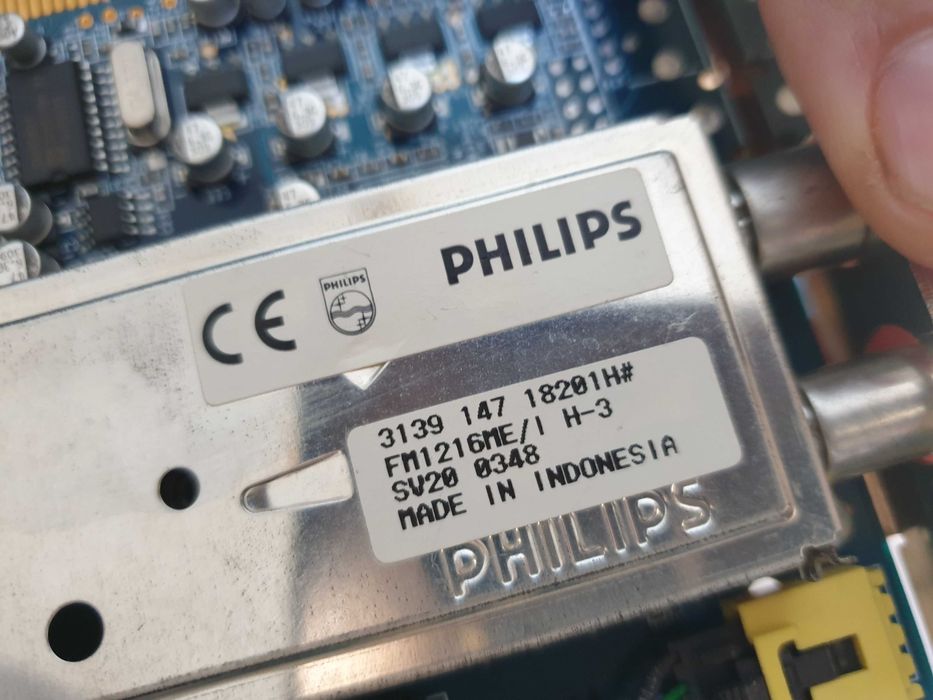 CE PHILIPS PHILIPS
3139 147 18201H#
FM1216ME/I H-3
SV20 0348
MADE IN INDONESIA
PHILIPS